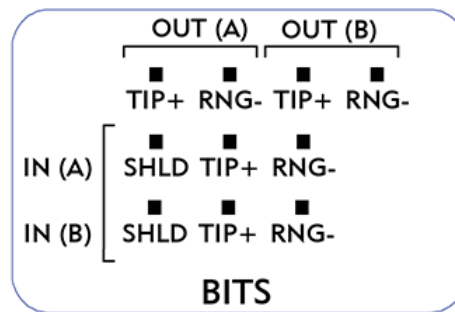 OUT (A) OUT (B)
TIP+ RNG- TIP+ RNG-
IN (A) SHLD TIP+ RNG-
IN (B) SHLD TIP+ RNG-
BITS